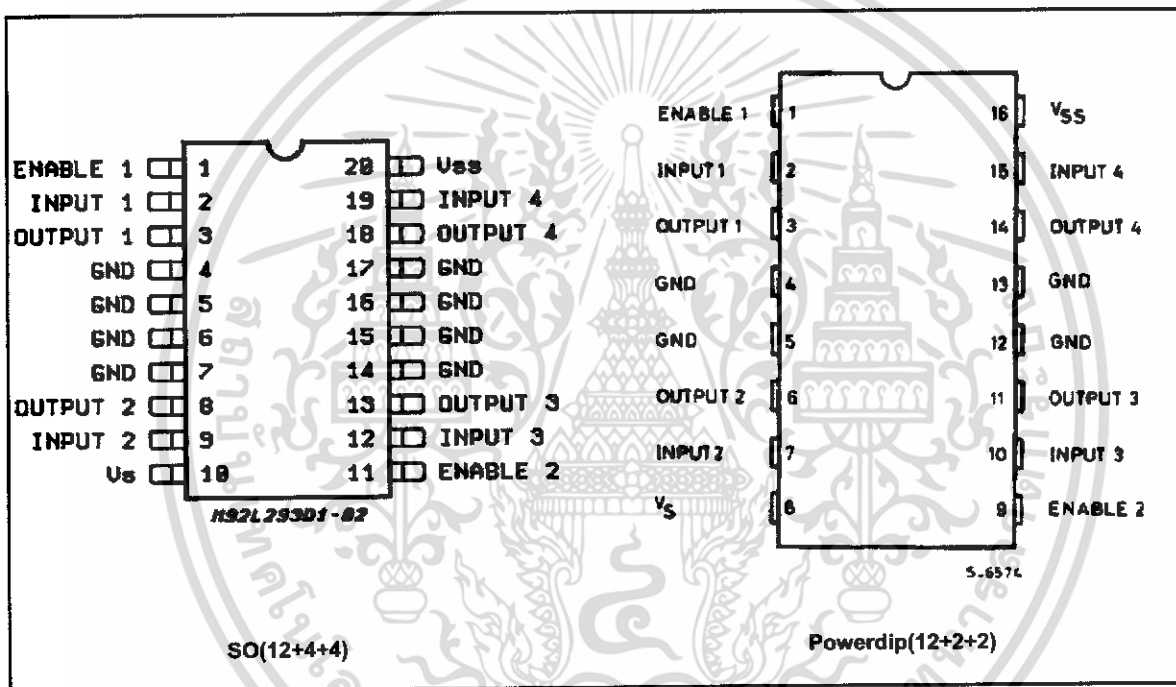 ENABLE 1 1 20 Vss
INPUT 1 2 19 INPUT 4
OUTPUT 1 3 18 OUTPUT 4
GND 4 17 GND
GND 5 16 GND
GND 6 15 GND
GND 7 14 GND
OUTPUT 2 8 13 OUTPUT 3
INPUT 2 9 12 INPUT 3
Vs 10 11 ENABLE 2
M92L293D1-02
SO(12+4+4)
ENABLE 1 1 16 VSS
INPUT 1 2 15 INPUT 4
OUTPUT 1 3 14 OUTPUT 4
GND 4 13 GND
GND 5 12 GND
OUTPUT 2 6 11 OUTPUT 3
INPUT 2 7 10 INPUT 3
VS 8 9 ENABLE 2
S-6574
Powerdip(12+2+2)